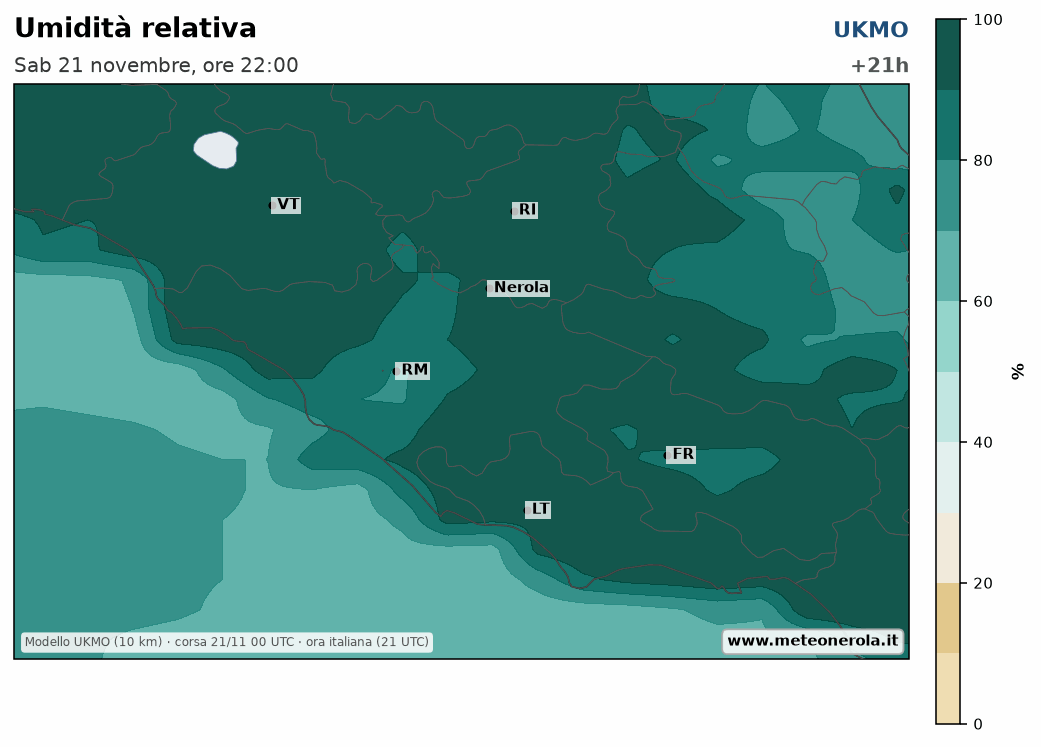 Umidità relativa
UKMO
Sab 21 novembre, ore 22:00
+21h
100
80
60
40
20
0
%
VT
RI
Nerola
RM
FR
LT
Modello UKMO (10 km) · corsa 21/11 00 UTC · ora italiana (21 UTC)
www.meteonerola.it